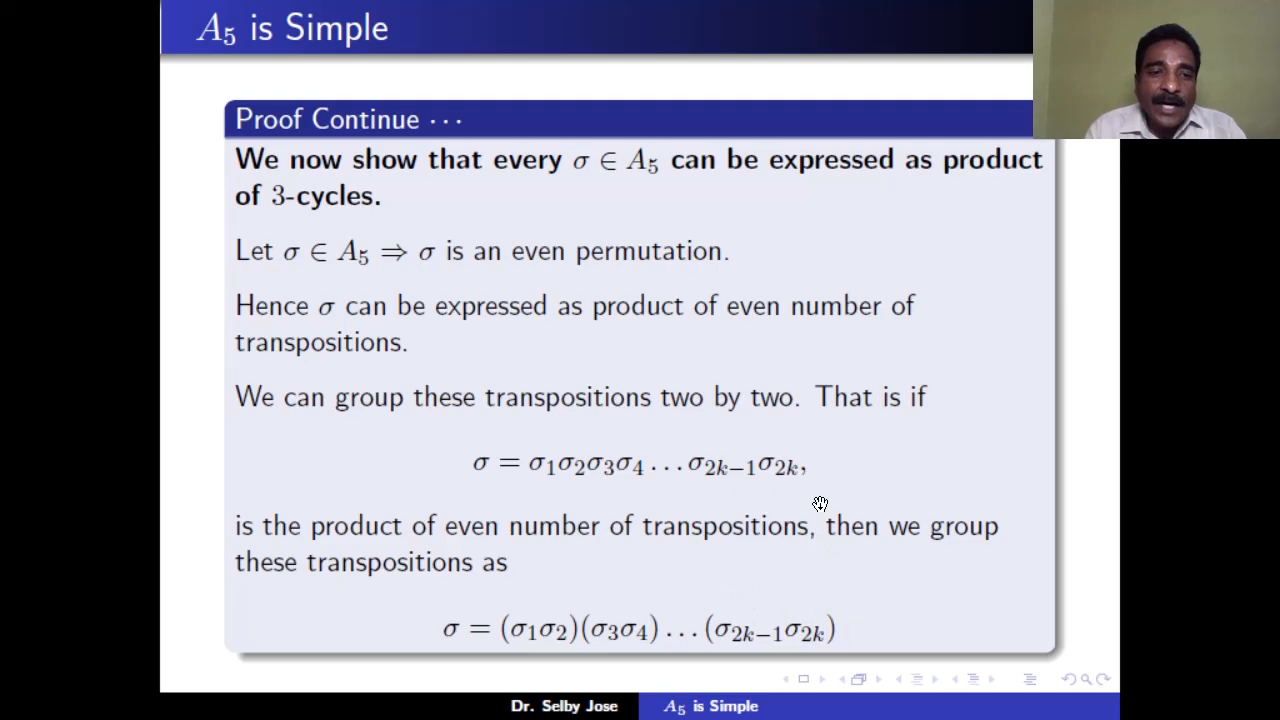 A₅ is Simple
Proof Continue ⋯
We now show that every σ ∈ A₅ can be expressed as product
of 3-cycles.
Let σ ∈ A₅ ⇒ σ is an even permutation.
Hence σ can be expressed as product of even number of
transpositions.
We can group these transpositions two by two. That is if
σ = σ₁σ₂σ₃σ₄ … σ₂ₖ₋₁σ₂ₖ,
is the product of even number of transpositions, then we group
these transpositions as
σ = (σ₁σ₂)(σ₃σ₄) … (σ₂ₖ₋₁σ₂ₖ)
Dr. Selby Jose
A₅ is Simple